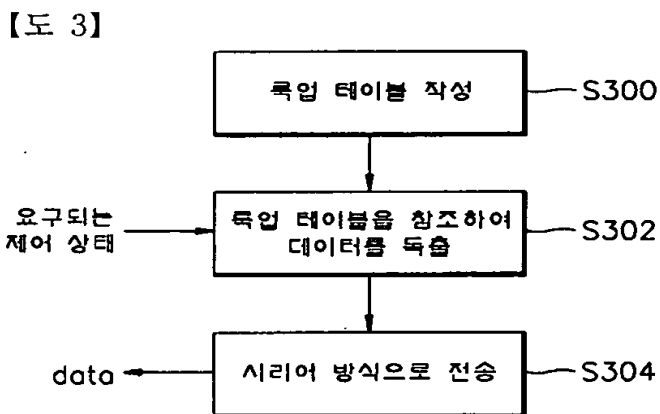 【도 3】
룩업 테이블 작성
S300
요구되는
제어 상태
룩업 테이블을 참조하여
데이터를 독출
S302
data
시리어 방식으로 전송
S304